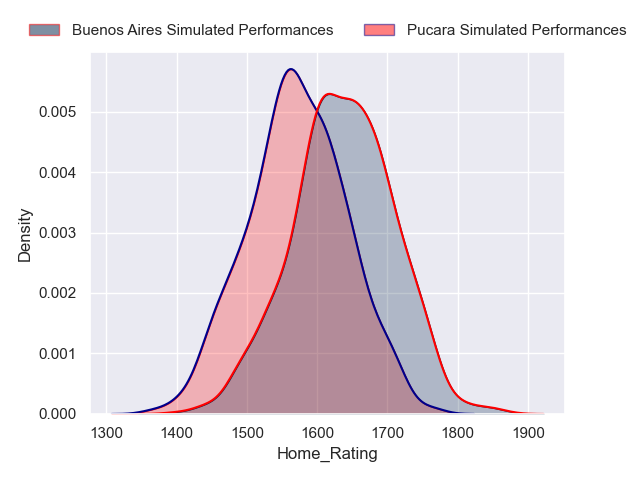 Buenos Aires Simulated Performances Pucara Simulated Performances
0.005
0.004
0.003
0.002
0.001
0.000
Density
1300 1400 1500 1600 1700 1800 1900
Home_Rating